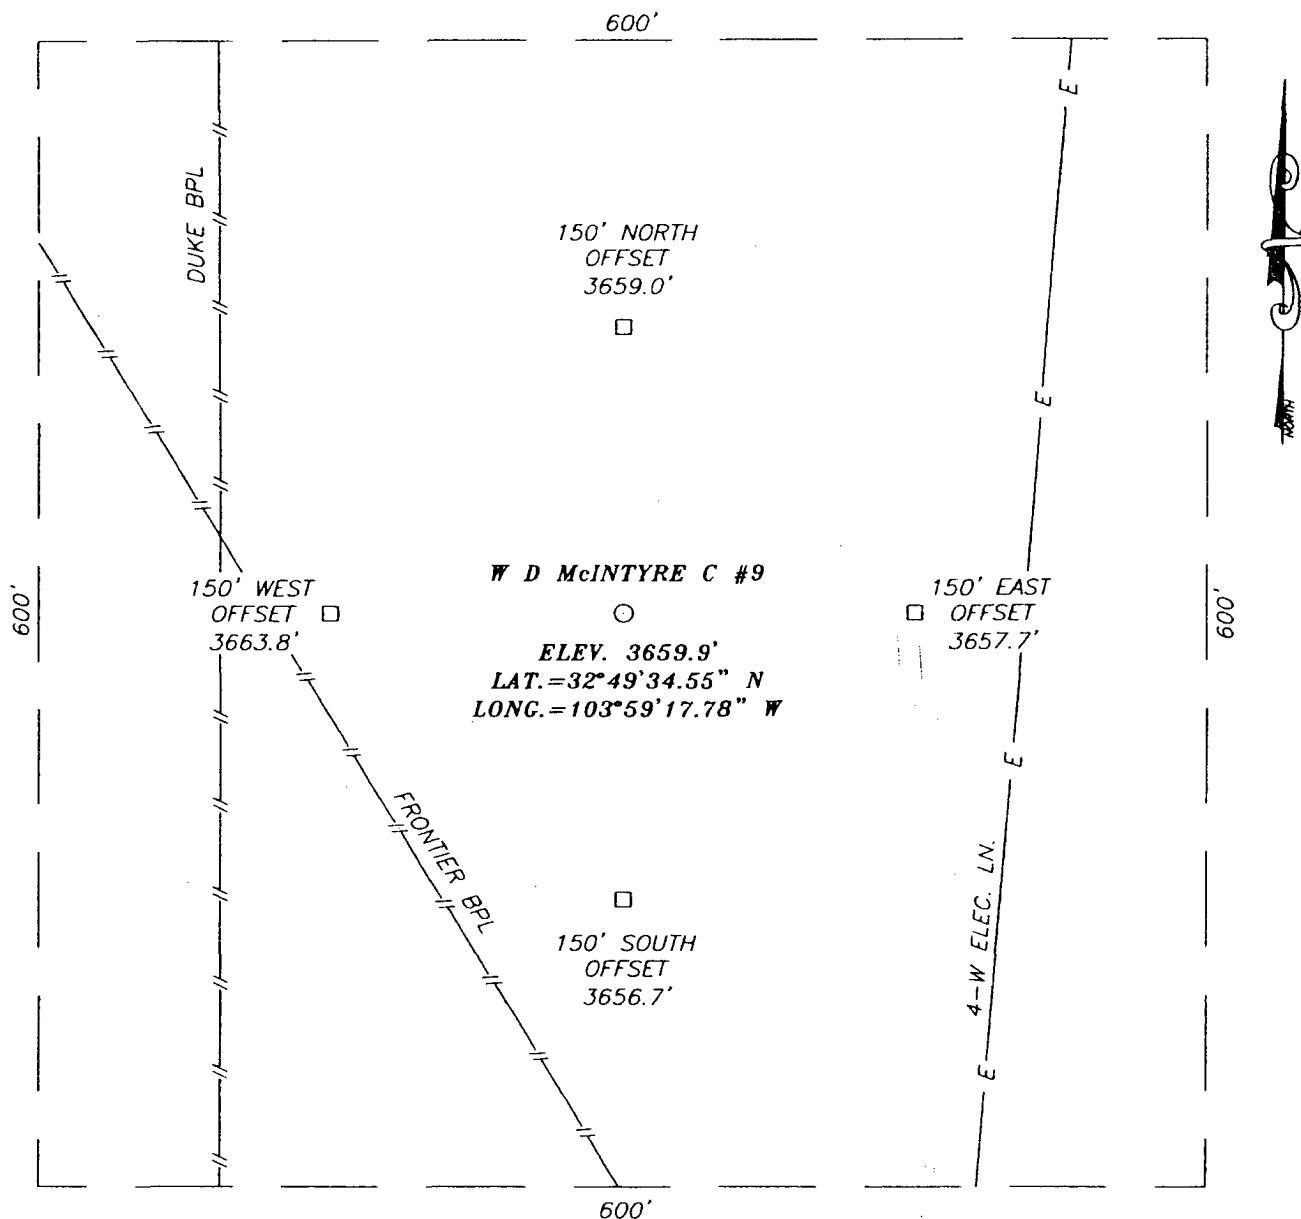 600'
DUKE BPL
150' NORTH
OFFSET
3659.0'
E
NORTH
E
600'
150' WEST
OFFSET
3663.8'
W D McINTYRE C #9
ELEV. 3659.9'
LAT.=32°49'34.55" N
LONG.=103°59'17.78" W
150' EAST
OFFSET
3657.7'
600'
E
FRONTIER BPL
150' SOUTH
OFFSET
3656.7'
4-W ELEC. LN.
E
600'